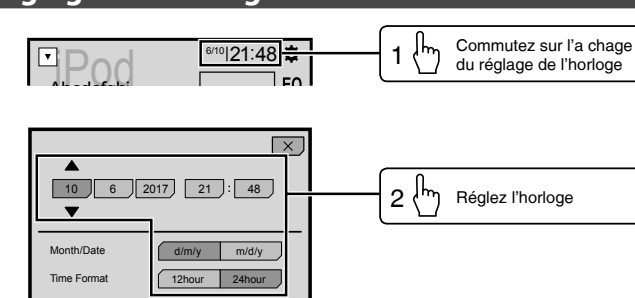 6/10 21:48
iPod
EQ
1 Commutez sur l'a chage
du réglage de l'horloge
10 6 2017 21 : 48
2 Réglez l'horloge
Month/Date d/m/y m/d/y
Time Format 12hour 24hour